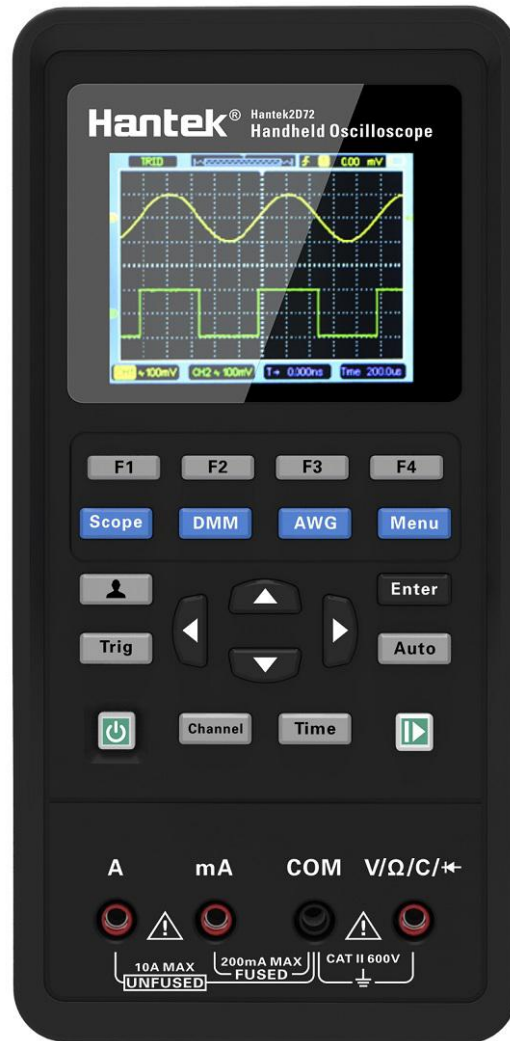 Hantek® Hantek2D72
Handheld Oscilloscope
TRID 0.00 mV
CH1 100mV CH2 100mV T→ 0.000ns Time 200.0us
F1 F2 F3 F4
Scope DMM AWG Menu
Enter
Trig Auto
Channel Time
A mA COM V/Ω/C/
10A MAX 200mA MAX CAT II 600V
UNFUSED FUSED